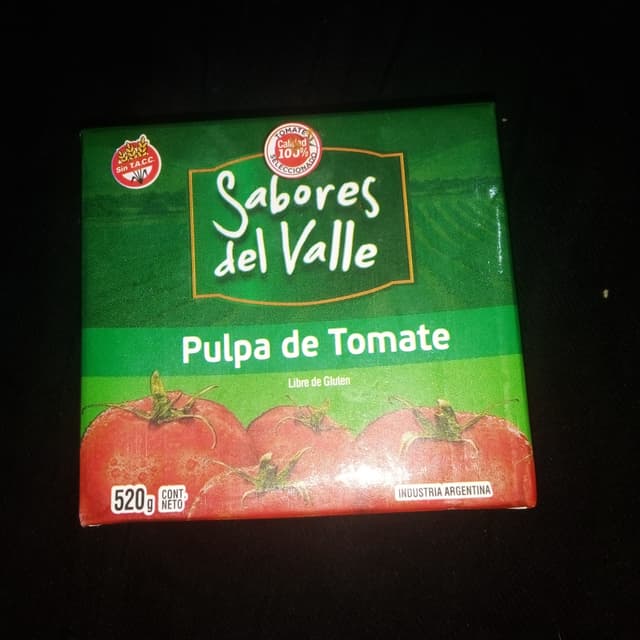 Sin T.A.C.C.
TOMATE
Calidad
100%
SELECCIONADO
Sabores
del Valle
Pulpa de Tomate
Libre de Gluten
520g
CONT.
NETO
INDUSTRIA ARGENTINA